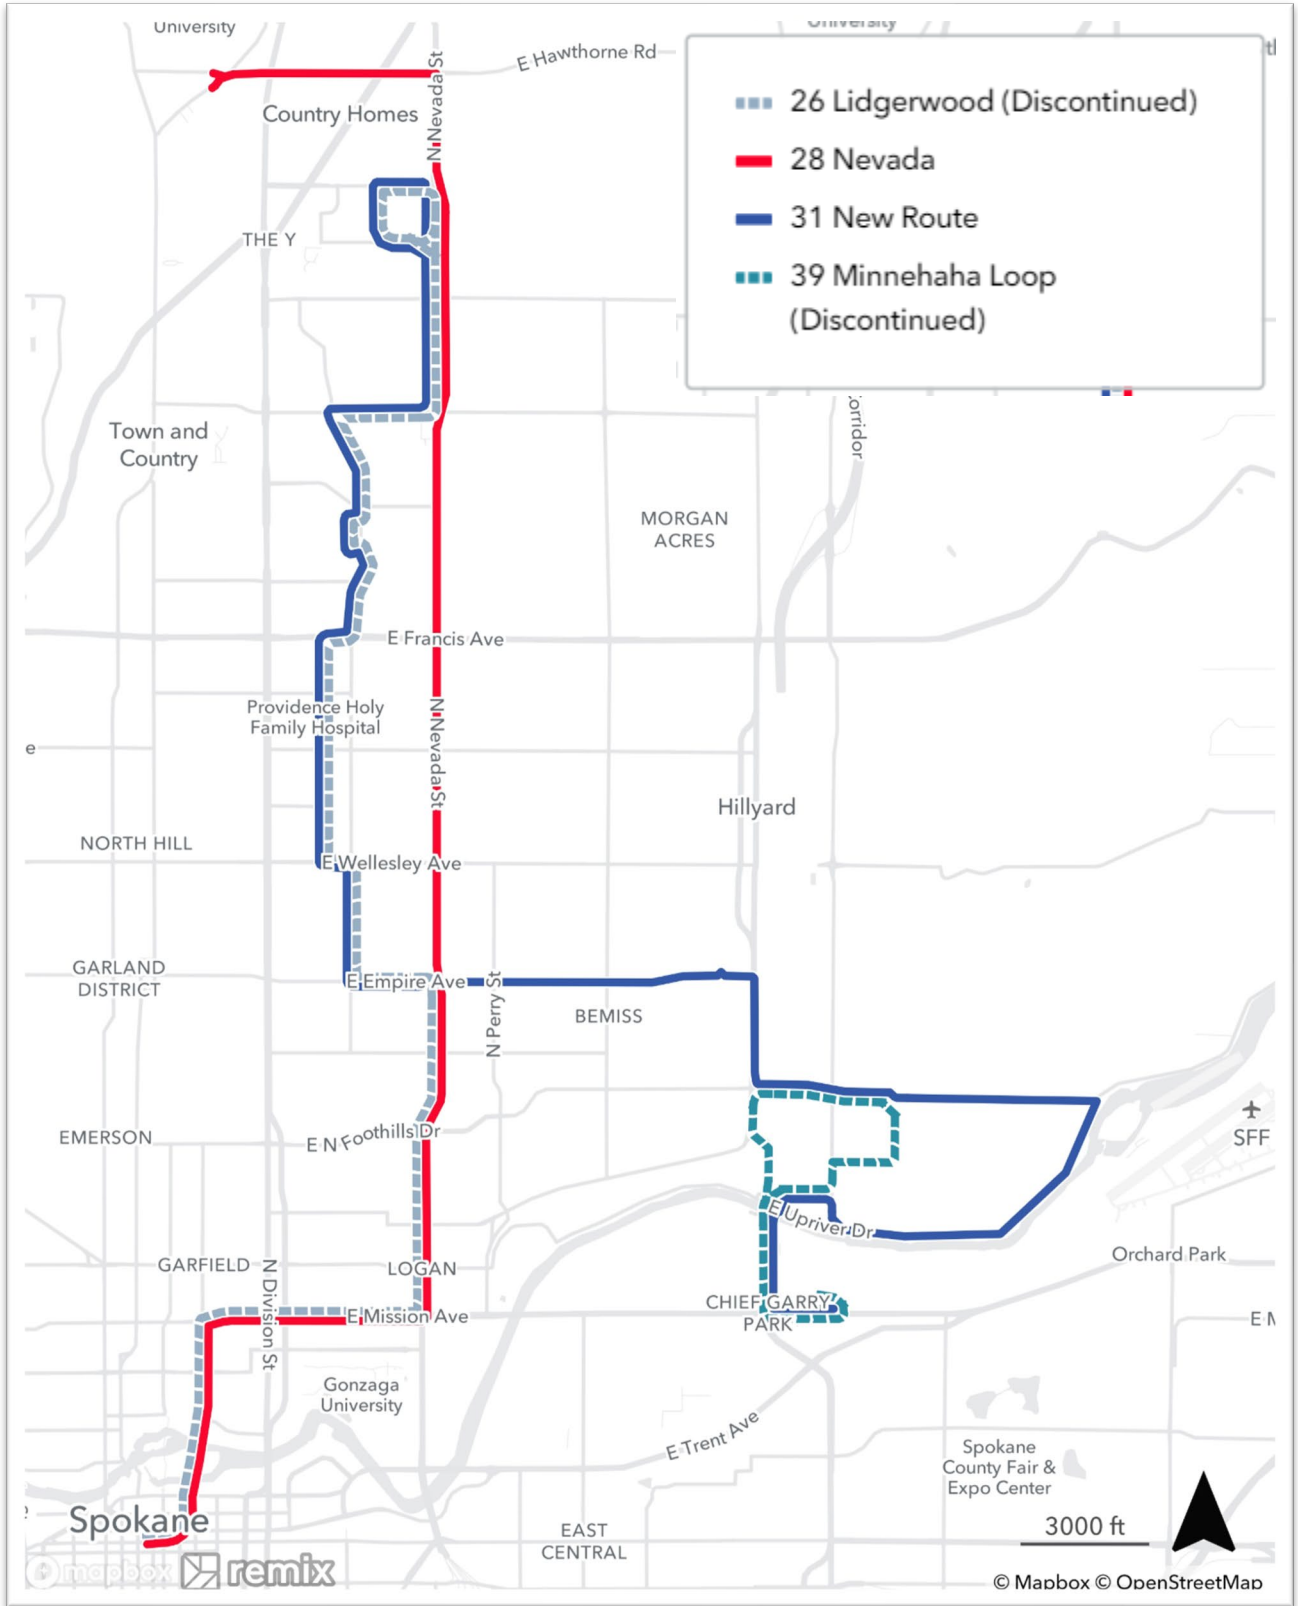 University
University
E Hawthorne Rd
N Nevada St
Country Homes
26 Lidgerwood (Discontinued)
28 Nevada
31 New Route
39 Minnehaha Loop
(Discontinued)
THE Y
Town and
Country
orridor
MORGAN
ACRES
E Francis Ave
Providence Holy
Family Hospital
N Nevada St
e
Hillyard
NORTH HILL
E Wellesley Ave
GARLAND
DISTRICT
E Empire Ave
N Perry St
BEMISS
EMERSON
E N Foothills Dr
SFF
E Upriver Dr
Orchard Park
GARFIELD
N Division St
LOGAN
CHIEF GARRY
PARK
E Mission Ave
E M
Gonzaga
University
E Trent Ave
Spokane
County Fair &
Expo Center
Spokane
EAST
CENTRAL
3000 ft
mapbox remix
© Mapbox © OpenStreetMap